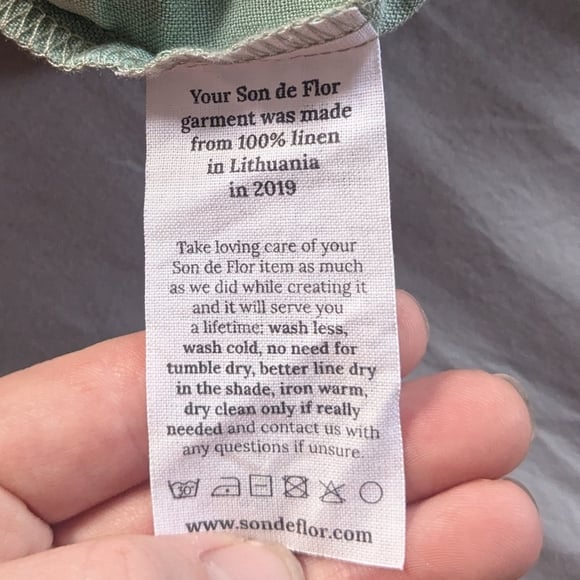 Your Son de Flor
garment was made
from 100% linen
in Lithuania
in 2019
Take loving care of your
Son de Flor item as much
as we did while creating it
and it will serve you
a lifetime: wash less,
wash cold, no need for
tumble dry, better line dry
in the shade, iron warm,
dry clean only if really
needed and contact us with
any questions if unsure.
30°
www.sondeflor.com